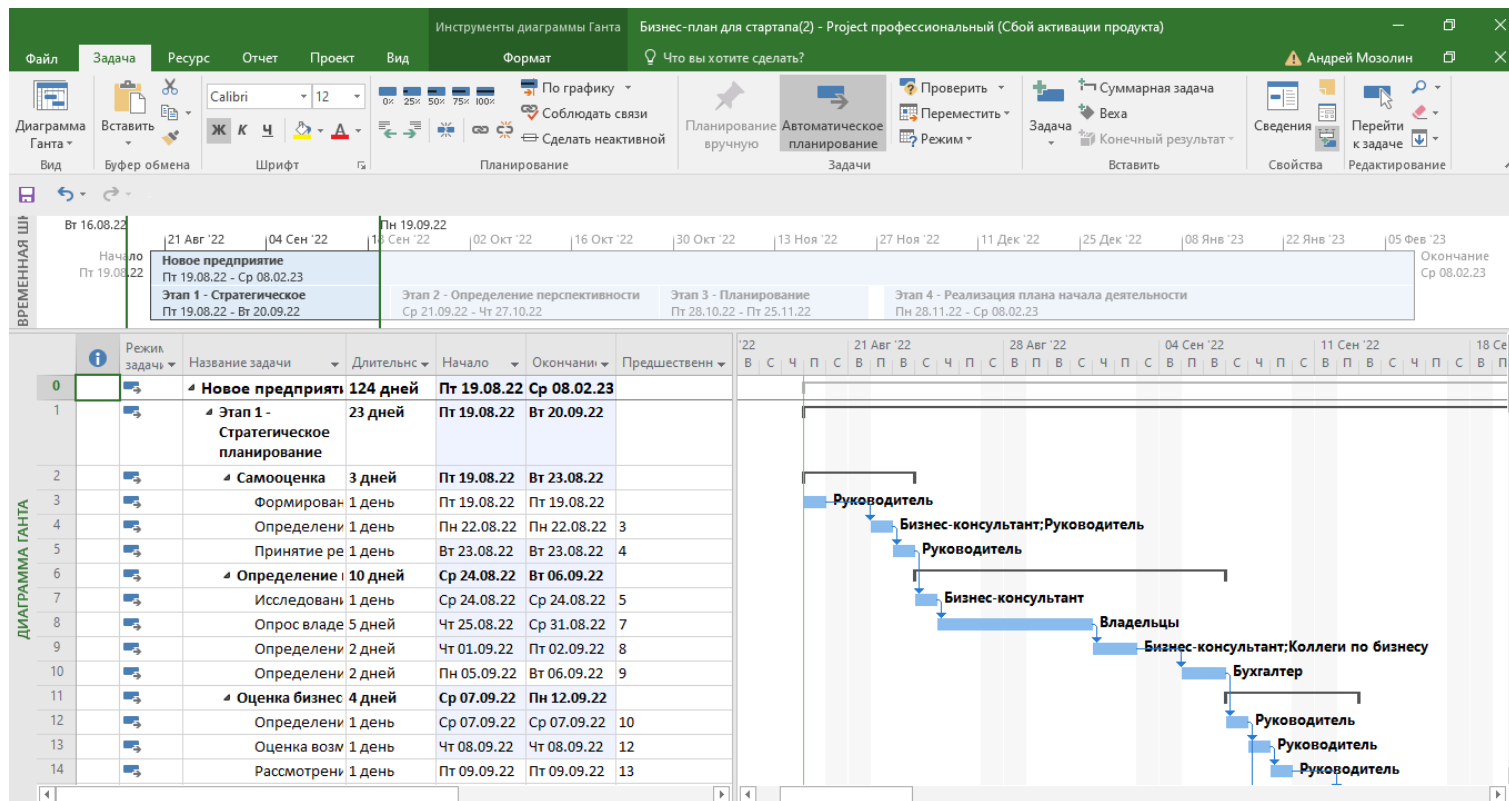 Инструменты диаграммы Ганта
Бизнес-план для стартапа(2) - Project профессиональный (Сбой активации продукта)
Файл Задача Ресурс Отчет Проект Вид Формат Что вы хотите сделать? Андрей Мозолин
Диаграмма Ганта
Вид
Вставить
Буфер обмена
Calibri 12
Ж К Ч А
Шрифт
0× 25× 50× 75× 100×
По графику
Соблюдать связи
Сделать неактивной
Планирование
Планирование вручную
Автоматическое планирование
Проверить
Переместить
Режим
Задачи
Задача
Суммарная задача
Веха
Конечный результат
Вставить
Сведения
Свойства
Перейти к задаче
Редактирование
ВРЕМЕННАЯ
Вт 16.08.22 Пн 19.09.22
21 Авг '22 04 Сен '22 18 Сен '22 02 Окт '22 16 Окт '22 30 Окт '22 13 Ноя '22 27 Ноя '22 11 Дек '22 25 Дек '22 08 Янв '23 22 Янв '23 05 Фев '23
Начало
Пт 19.08.22
Новое предприятие
Пт 19.08.22 - Ср 08.02.23
Окончание
Ср 08.02.23
Этап 1 - Стратегическое
Пт 19.08.22 - Вт 20.09.22
Этап 2 - Определение перспективности
Ср 21.09.22 - Чт 27.10.22
Этап 3 - Планирование
Пт 28.10.22 - Пт 25.11.22
Этап 4 - Реализация плана начала деятельности
Пн 28.11.22 - Ср 08.02.23
ДИАГРАММА ГАНТА
Режим задачи Название задачи Длительнс Начало Окончани Предшественн
'22 21 Авг '22 28 Авг '22 04 Сен '22 11 Сен '22 18 Се
В С Ч П С В П В С Ч П С В П В С Ч П С В П В С Ч П С В П В С Ч П С В П
0 Новое предприяти 124 дней Пт 19.08.22 Ср 08.02.23
1 Этап 1 - Стратегическое планирование 23 дней Пт 19.08.22 Вт 20.09.22
2 Самооценка 3 дней Пт 19.08.22 Вт 23.08.22
3 Формирован 1 день Пт 19.08.22 Пт 19.08.22 Руководитель
4 Определени 1 день Пн 22.08.22 Пн 22.08.22 3 Бизнес-консультант;Руководитель
5 Принятие ре 1 день Вт 23.08.22 Вт 23.08.22 4 Руководитель
6 Определение 10 дней Ср 24.08.22 Вт 06.09.22
7 Исследовани 1 день Ср 24.08.22 Ср 24.08.22 5 Бизнес-консультант
8 Опрос владе 5 дней Чт 25.08.22 Ср 31.08.22 7 Владельцы
9 Определени 2 дней Чт 01.09.22 Пт 02.09.22 8 Бизнес-консультант;Коллеги по бизнесу
10 Определени 2 дней Пн 05.09.22 Вт 06.09.22 9 Бухгалтер
11 Оценка бизнес 4 дней Ср 07.09.22 Пн 12.09.22
12 Определени 1 день Ср 07.09.22 Ср 07.09.22 10 Руководитель
13 Оценка возм 1 день Чт 08.09.22 Чт 08.09.22 12 Руководитель
14 Рассмотрени 1 день Пт 09.09.22 Пт 09.09.22 13 Руководитель